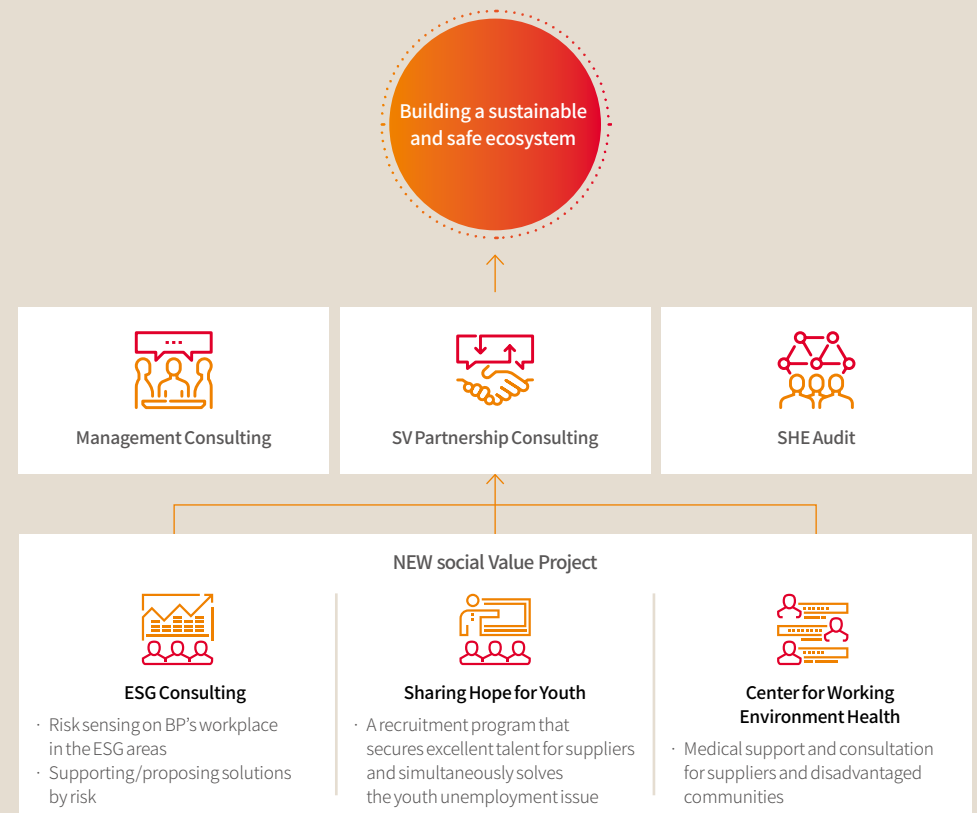 Building a sustainable
and safe ecosystem
Management Consulting
SV Partnership Consulting
SHE Audit
NEW social Value Project
ESG Consulting
· Risk sensing on BP's workplace
in the ESG areas
· Supporting/proposing solutions
by risk
Sharing Hope for Youth
· A recruitment program that
secures excellent talent for suppliers
and simultaneously solves
the youth unemployment issue
Center for Working
Environment Health
· Medical support and consultation
for suppliers and disadvantaged
communities